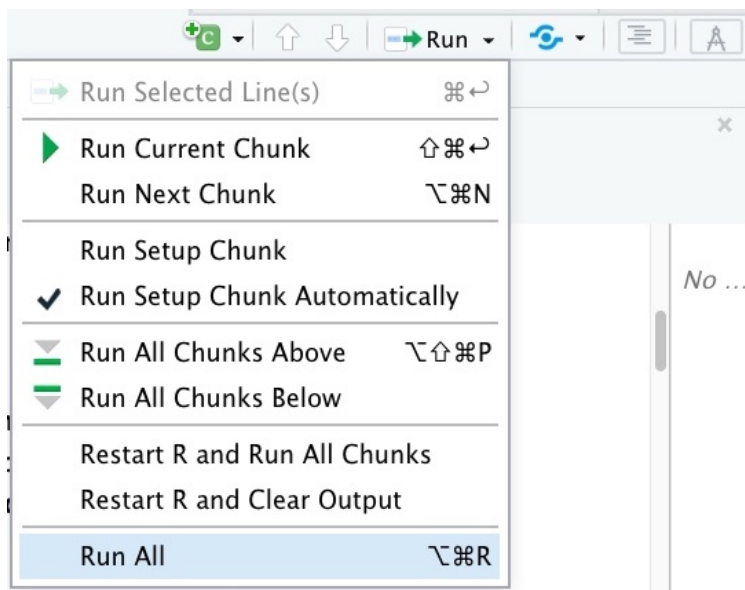 C Run
Run Selected Line(s) ⌘↩
Run Current Chunk ⇧⌘↩
Run Next Chunk ⌥⌘N
Run Setup Chunk
No ...
Run Setup Chunk Automatically
Run All Chunks Above ⌥⇧⌘P
Run All Chunks Below
Restart R and Run All Chunks
Restart R and Clear Output
Run All ⌥⌘R